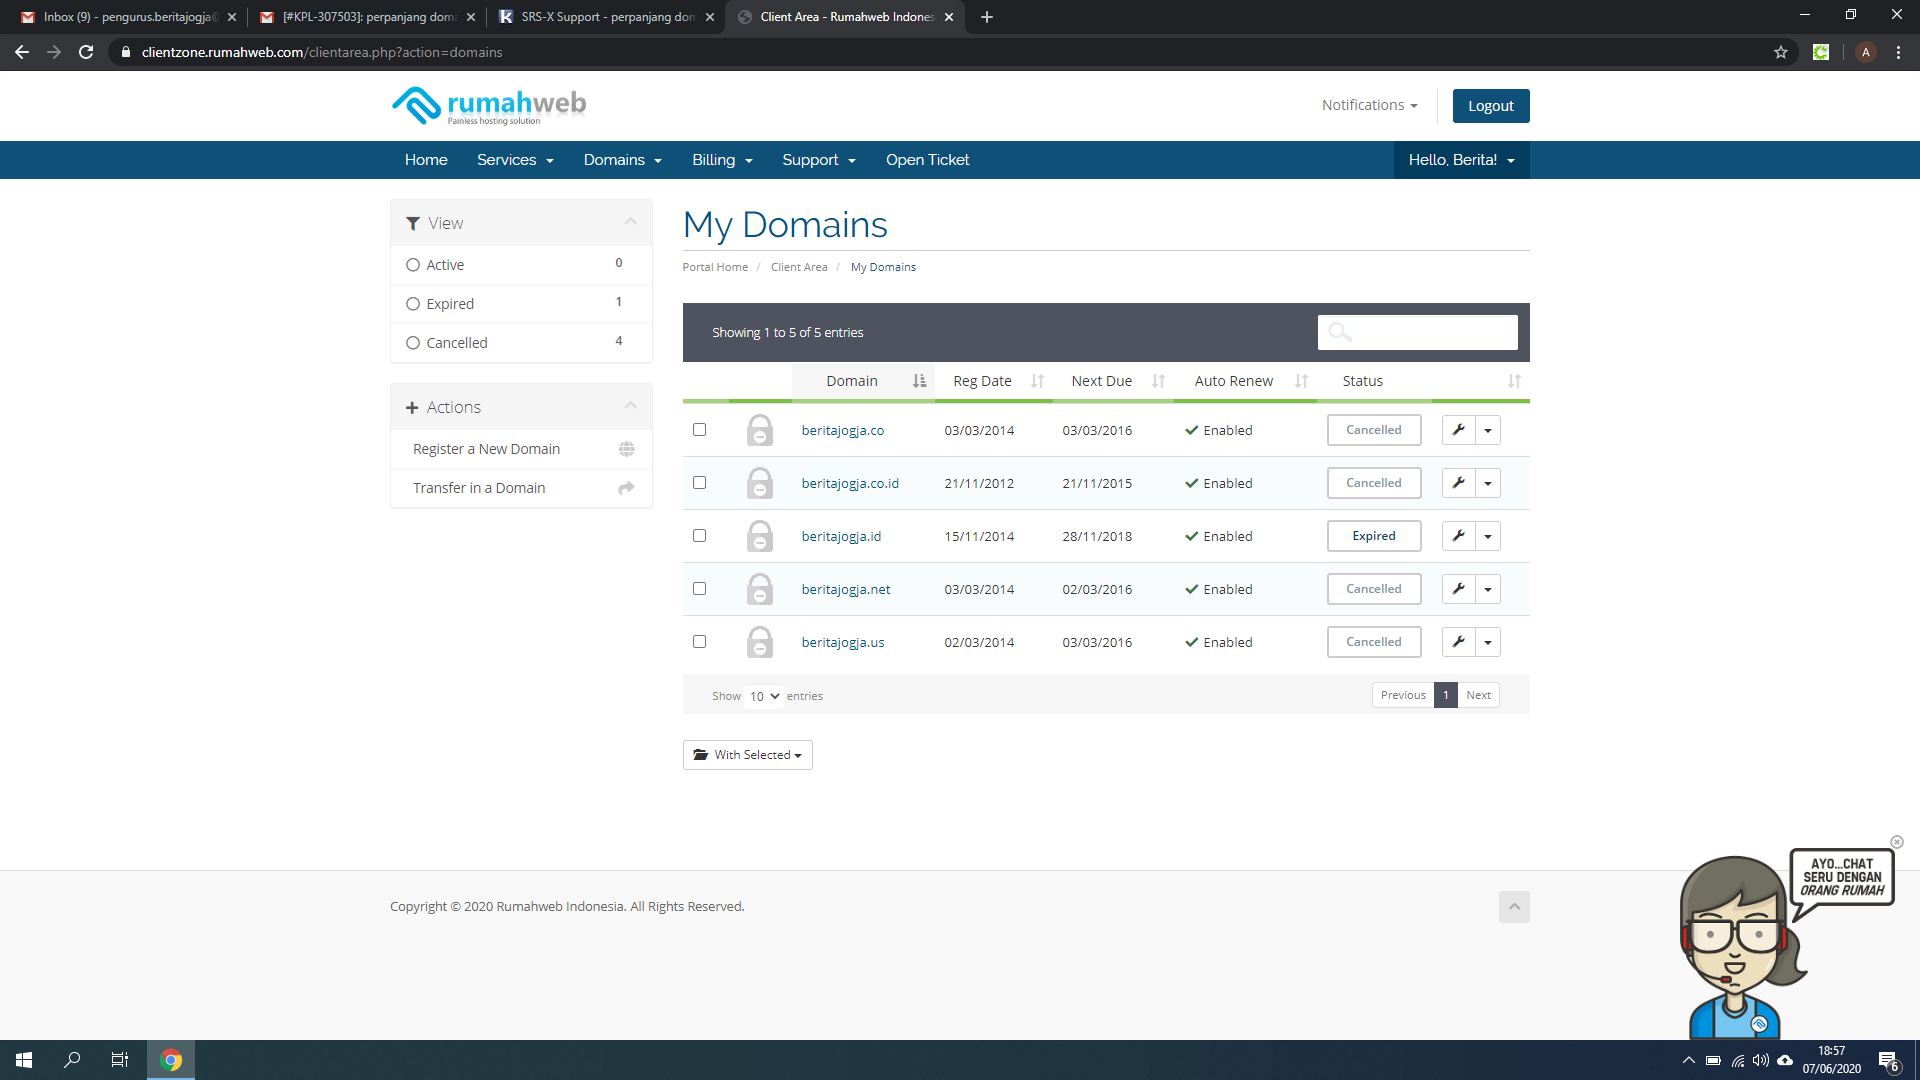 Inbox (9) - pengurus.beritajogja@
[#KPL-307503]: perpanjang doma
SRS-X Support - perpanjang dom
Client Area - Rumahweb Indones
clientzone.rumahweb.com/clientarea.php?action=domains
A
rumahweb
Painless hosting solution
Notifications
Logout
Home Services Domains Billing Support Open Ticket Hello, Berita!
View
Active 0
Expired 1
Cancelled 4
Actions
Register a New Domain
Transfer in a Domain
My Domains
Portal Home / Client Area / My Domains
Showing 1 to 5 of 5 entries
Domain Reg Date Next Due Auto Renew Status
beritajogja.co 03/03/2014 03/03/2016 Enabled Cancelled
beritajogja.co.id 21/11/2012 21/11/2015 Enabled Cancelled
beritajogja.id 15/11/2014 28/11/2018 Enabled Expired
beritajogja.net 03/03/2014 02/03/2016 Enabled Cancelled
beritajogja.us 02/03/2014 03/03/2016 Enabled Cancelled
Show 10 entries
Previous 1 Next
With Selected
AYO...CHAT
SERU DENGAN
ORANG RUMAH
Copyright © 2020 Rumahweb Indonesia. All Rights Reserved.
18:57
07/06/2020
6